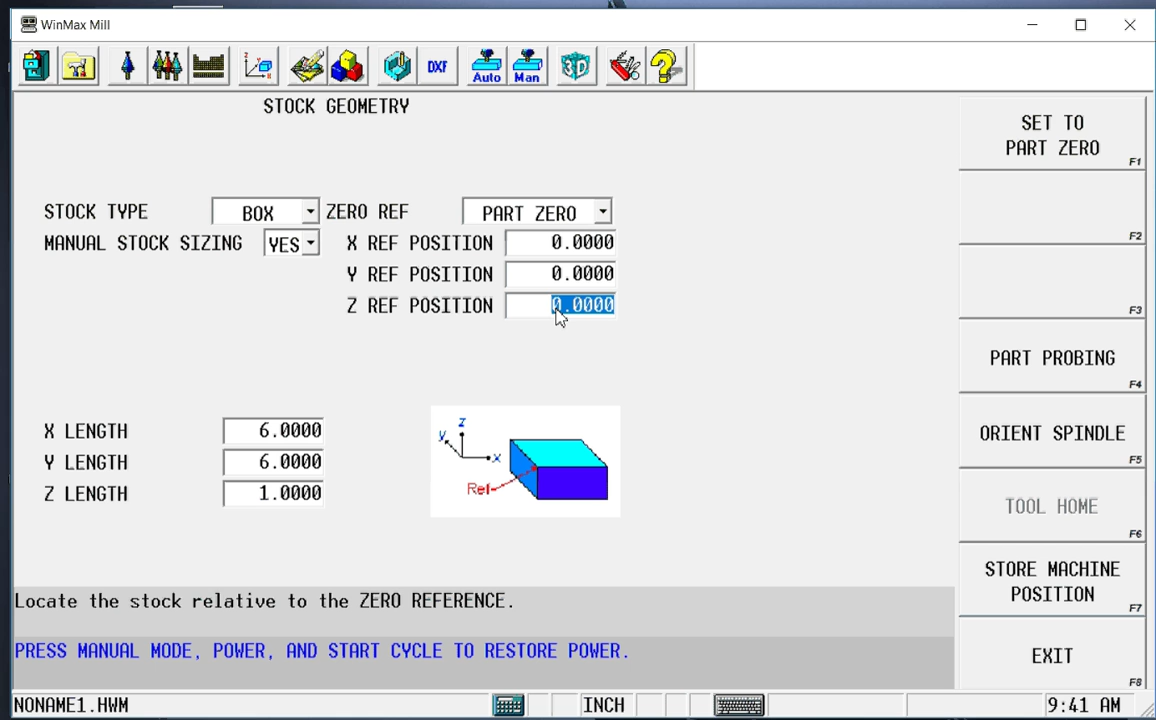 WinMax Mill
DXF
Auto
Man
3D
STOCK GEOMETRY
STOCK TYPE BOX ZERO REF PART ZERO
MANUAL STOCK SIZING YES X REF POSITION 0.0000
Y REF POSITION 0.0000
Z REF POSITION 0.0000
X LENGTH 6.0000
Y LENGTH 6.0000
Z LENGTH 1.0000
z
y
x
Ref
SET TO
PART ZERO
F1
F2
F3
PART PROBING
F4
ORIENT SPINDLE
F5
TOOL HOME
F6
STORE MACHINE
POSITION
F7
EXIT
F8
Locate the stock relative to the ZERO REFERENCE.
PRESS MANUAL MODE, POWER, AND START CYCLE TO RESTORE POWER.
NONAME1.HWM INCH 9:41 AM